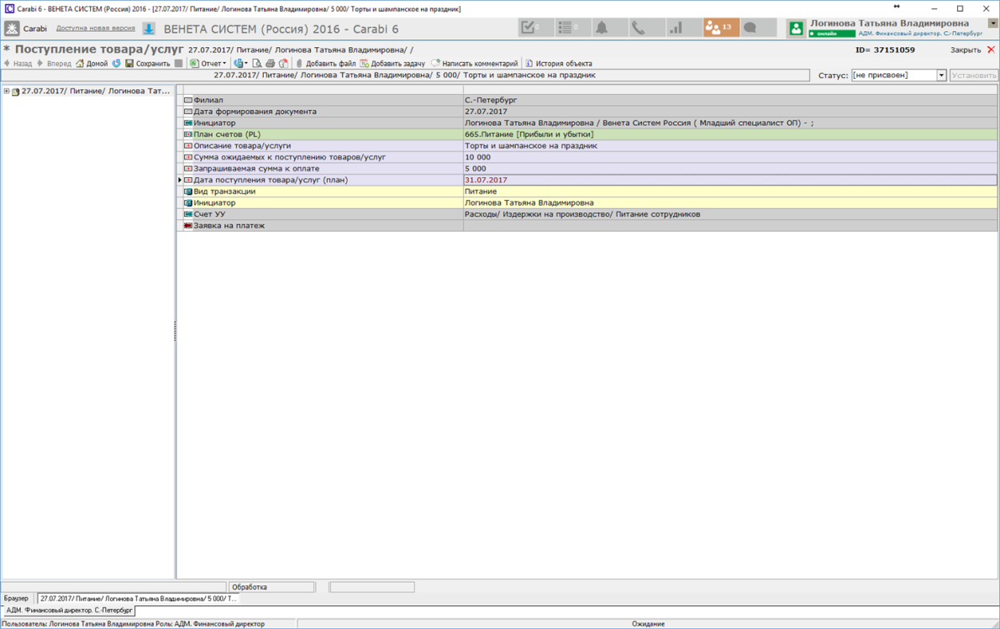 Carabi 6 - ВЕНЕТА СИСТЕМ (Россия) 2016 - [27.07.2017/ Питание/ Логинова Татьяна Владимировна/ 5 000/ Торты и шампанское на праздник]
Carabi Доступна новая версия ВЕНЕТА СИСТЕМ (Россия) 2016 - Carabi 6 13 Логинова Татьяна Владимировна
онлайн АДМ. Финансовый директор. С.-Петербург
* Поступление товара/услуг 27.07.2017/ Питание/ Логинова Татьяна Владимировна/ / ID= 37151059 Закрыть
Назад Вперед Домой Сохранить Отчет Добавить файл Добавить задачу Написать комментарий История объекта
27.07.2017/ Питание/ Логинова Татьяна Владимировна/ 5 000/ Торты и шампанское на праздник Статус: [не присвоен] Установить
27.07.2017/ Питание/ Логинова Тат...
Филиал С.-Петербург
Дата формирования документа 27.07.2017
Инициатор Логинова Татьяна Владимировна / Венета Систем Россия ( Младший специалист ОП) - ;
План счетов (PL) 665.Питание [Прибыли и убытки]
Описание товара/услуги Торты и шампанское на праздник
Сумма ожидаемых к поступлению товаров/услуг 10 000
Запрашиваемая сумма к оплате 5 000
Дата поступления товара/услуг (план) 31.07.2017
Вид транзакции Питание
Инициатор Логинова Татьяна Владимировна
Счет УУ Расходы/ Издержки на производство/ Питание сотрудников
Заявка на платеж
Обработка
Браузер 27.07.2017/ Питание/ Логинова Татьяна Владимировна/ 5 000/ Т...
АДМ. Финансовый директор. С.-Петербург
Пользователь: Логинова Татьяна Владимировна Роль: АДМ. Финансовый директор Ожидание